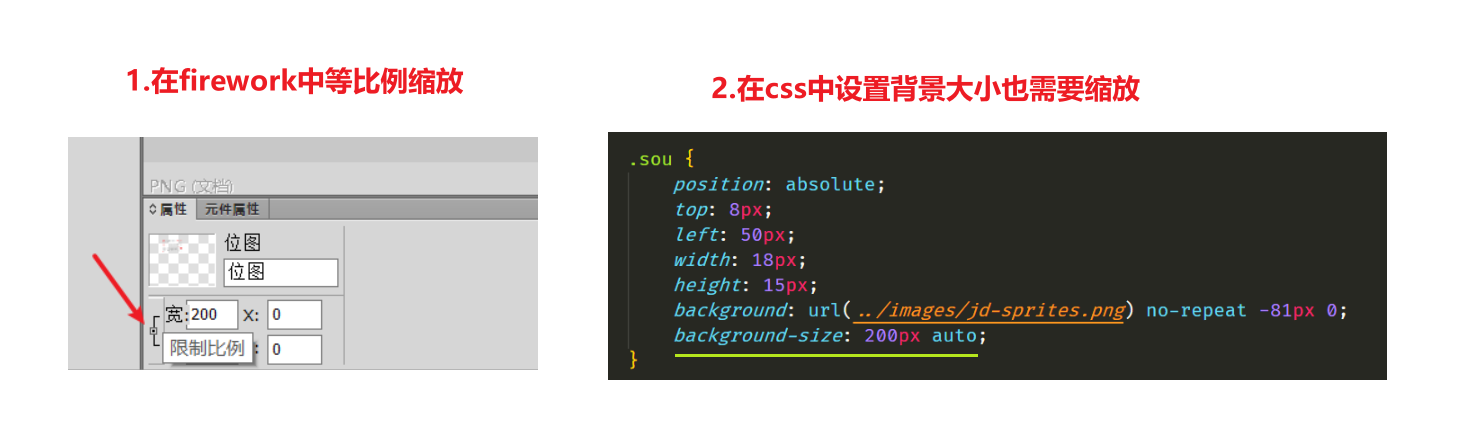 1.在firework中等比例缩放
PNG (文档)
属性 元件属性
位图
位图
宽:200 X: 0
限制比例 : 0
2.在css中设置背景大小也需要缩放
.sou {
position: absolute;
top: 8px;
left: 50px;
width: 18px;
height: 15px;
background: url(../images/jd-sprites.png) no-repeat -81px 0;
background-size: 200px auto;
}